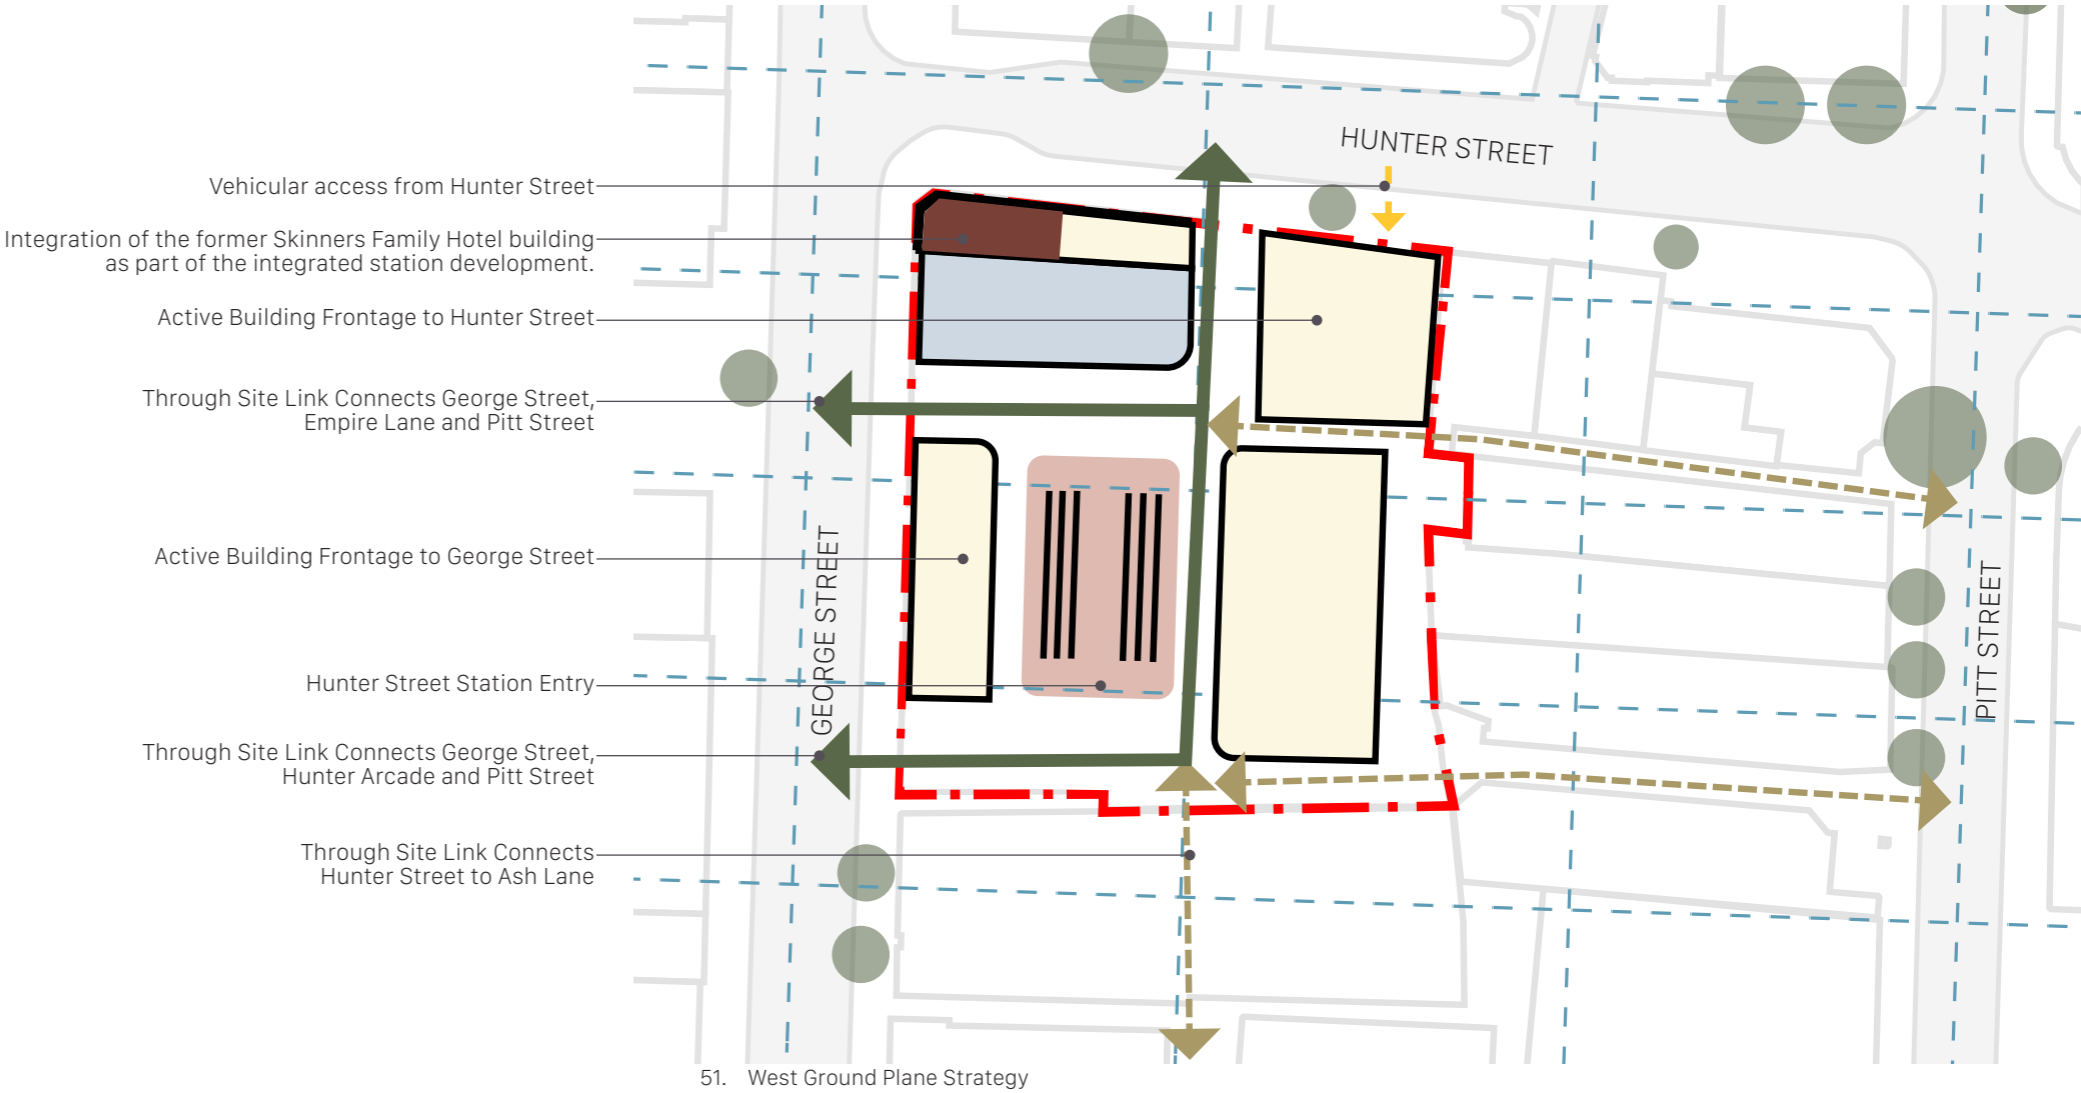 HUNTER STREET
Vehicular access from Hunter Street
Integration of the former Skinners Family Hotel building
as part of the integrated station development.
Active Building Frontage to Hunter Street
Through Site Link Connects George Street,
Empire Lane and Pitt Street
Active Building Frontage to George Street
GEORGE STREET
PITT STREET
Hunter Street Station Entry
Through Site Link Connects George Street,
Hunter Arcade and Pitt Street
Through Site Link Connects
Hunter Street to Ash Lane
51. West Ground Plane Strategy